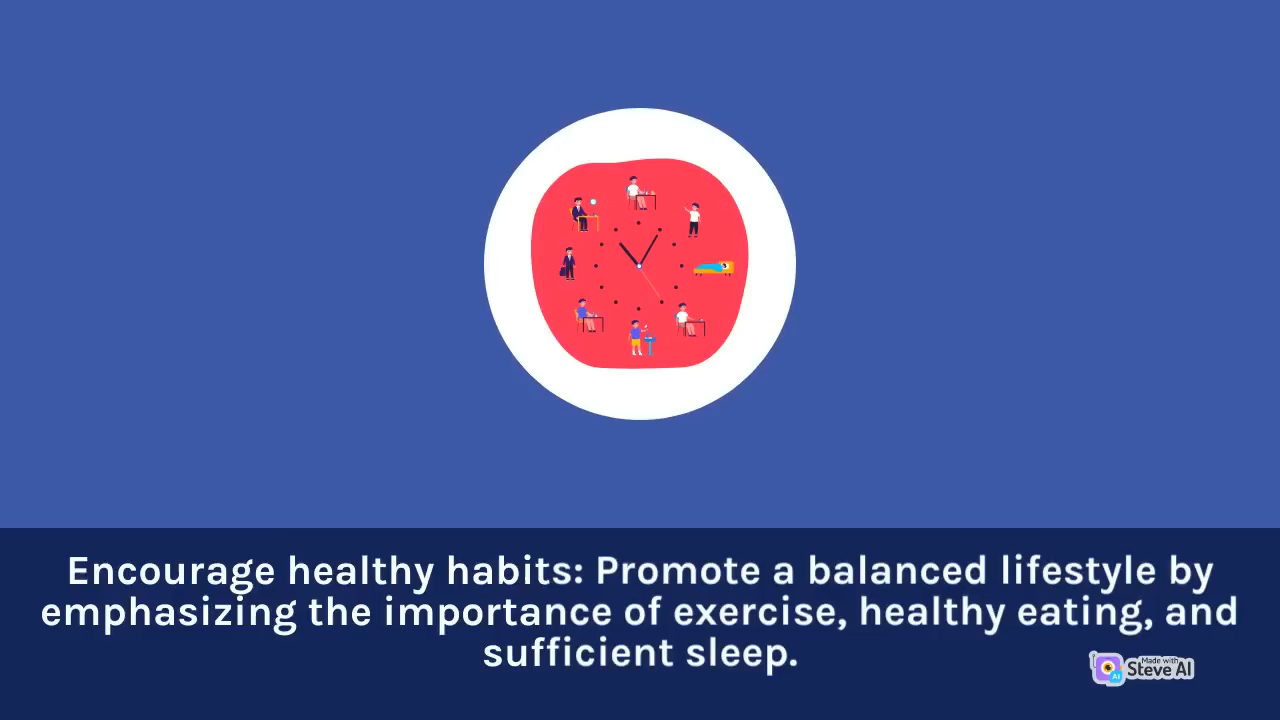 Encourage healthy habits: Promote a balanced lifestyle by
emphasizing the importance of exercise, healthy eating, and
sufficient sleep.
Made with
Steve AI
AI